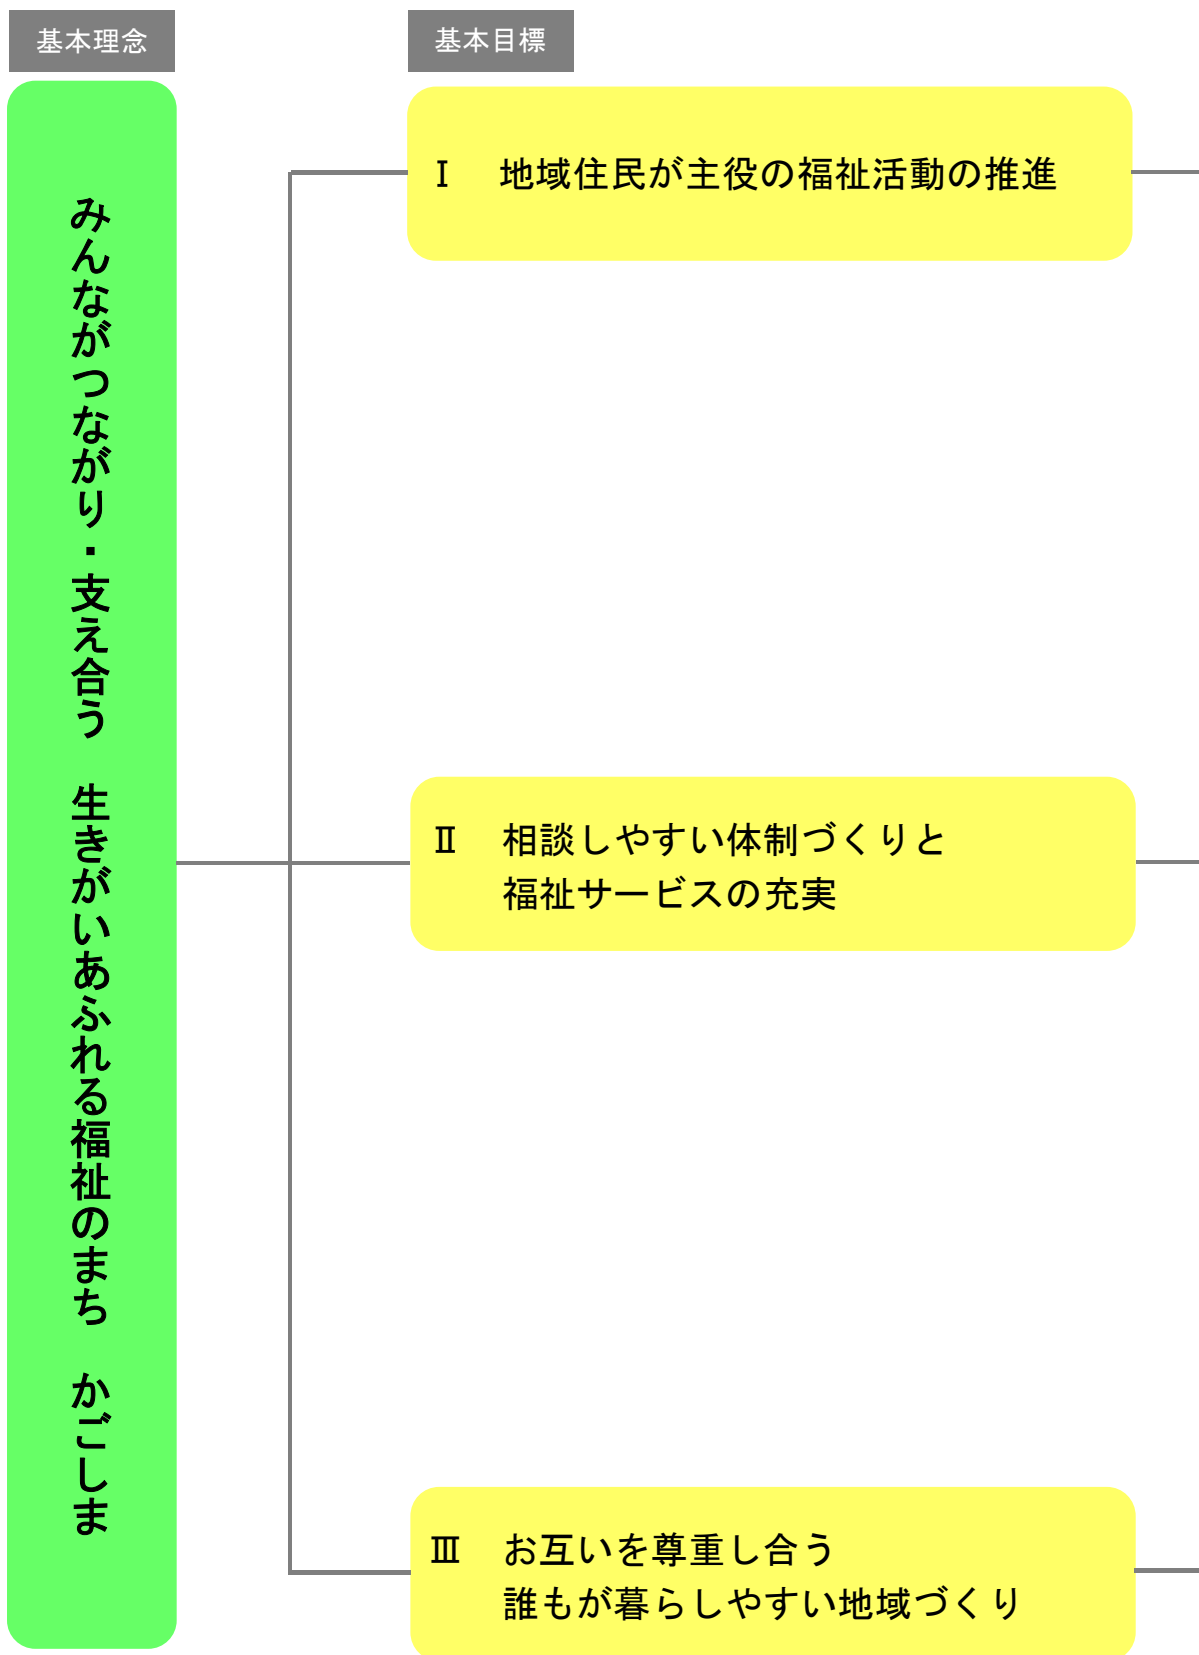 基本理念
基本目標
みんながつながり・支え合う　生きがいあふれる福祉のまち　かごしま
Ⅰ　地域住民が主役の福祉活動の推進
Ⅱ　相談しやすい体制づくりと
福祉サービスの充実
Ⅲ　お互いを尊重し合う
誰もが暮らしやすい地域づくり